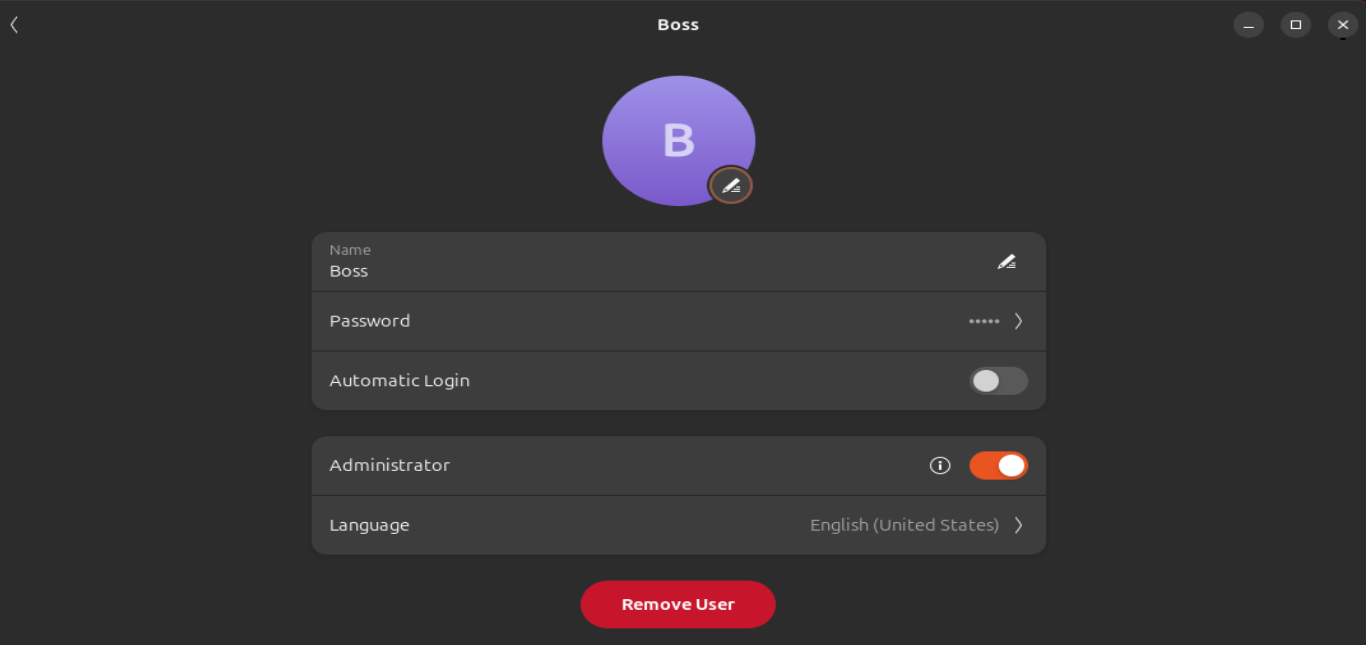 Boss
B
Name
Boss
Password •••••
Automatic Login
Administrator
Language English (United States)
Remove User